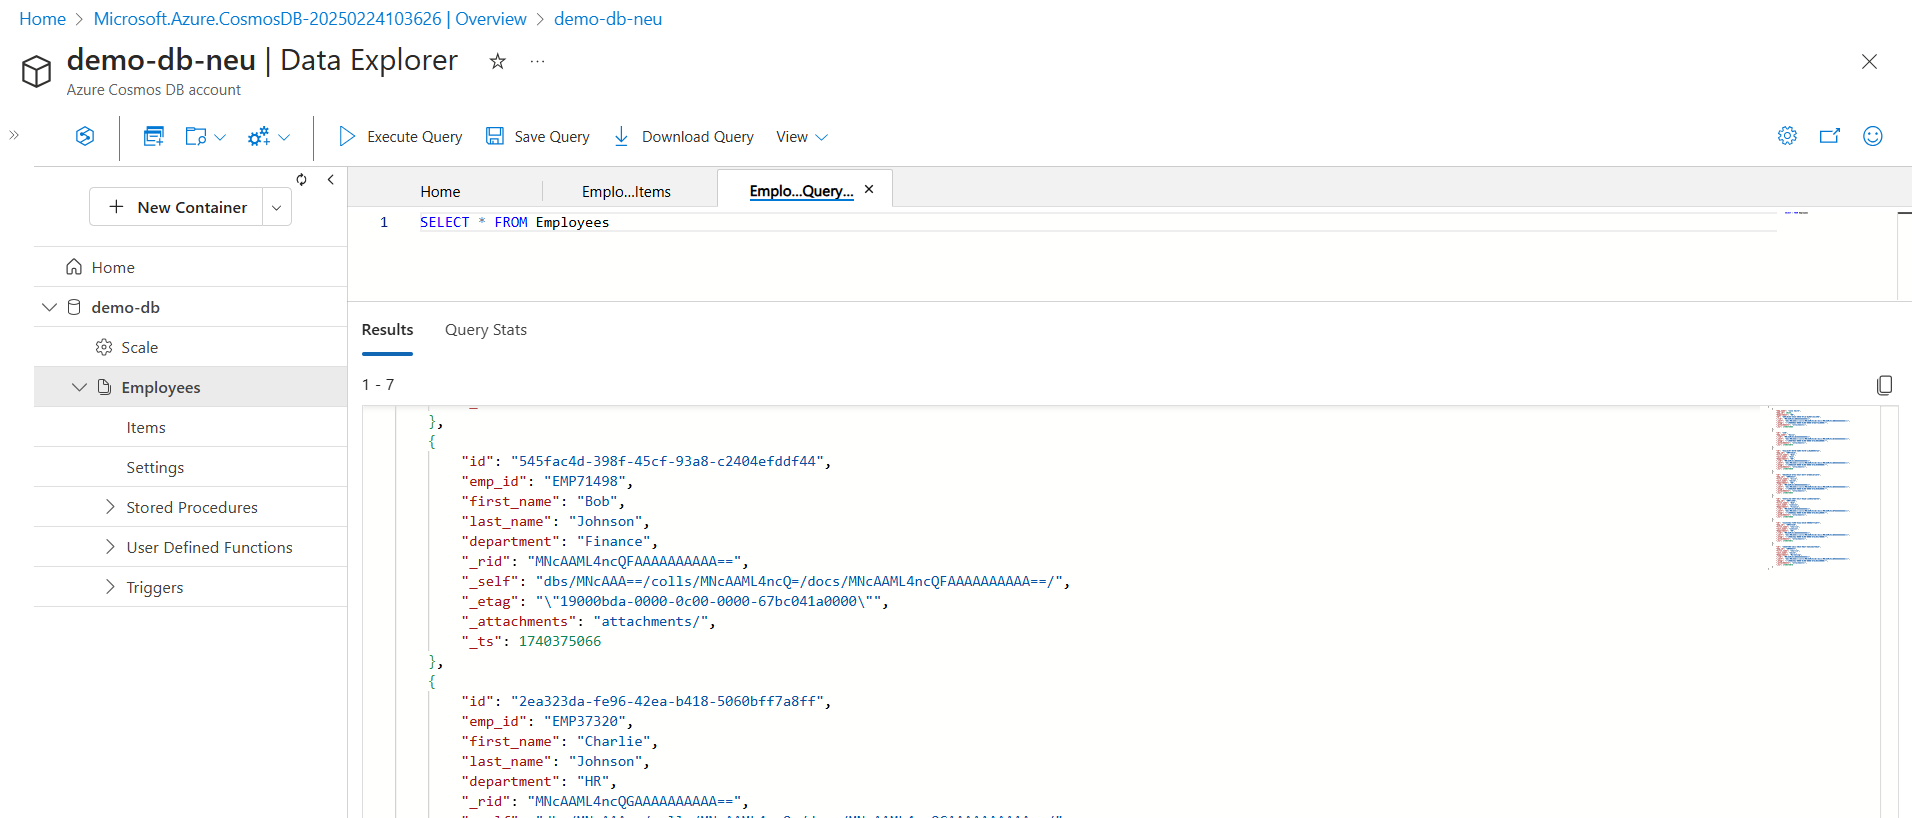 Home > Microsoft.Azure.CosmosDB-20250224103626 | Overview > demo-db-neu
demo-db-neu | Data Explorer
Azure Cosmos DB account
Execute Query Save Query Download Query View
New Container
Home
demo-db
Scale
Employees
Items
Settings
Stored Procedures
User Defined Functions
Triggers
Home Emplo...Items Emplo...Query...
1 SELECT * FROM Employees
Results Query Stats
1 - 7
},
{
"id": "545fac4d-398f-45cf-93a8-c2404efddf44",
"emp_id": "EMP71498",
"first_name": "Bob",
"last_name": "Johnson",
"department": "Finance",
"_rid": "MNcAAML4ncQFAAAAAAAAAA==",
"_self": "dbs/MNcAAA==/colls/MNcAAML4ncQ=/docs/MNcAAML4ncQFAAAAAAAAAA==/",
"_etag": "\"19000bda-0000-0c00-0000-67bc041a0000\"",
"_attachments": "attachments/",
"_ts": 1740375066
},
{
"id": "2ea323da-fe96-42ea-b418-5060bff7a8ff",
"emp_id": "EMP37320",
"first_name": "Charlie",
"last_name": "Johnson",
"department": "HR",
"_rid": "MNcAAML4ncQGAAAAAAAAAA==",